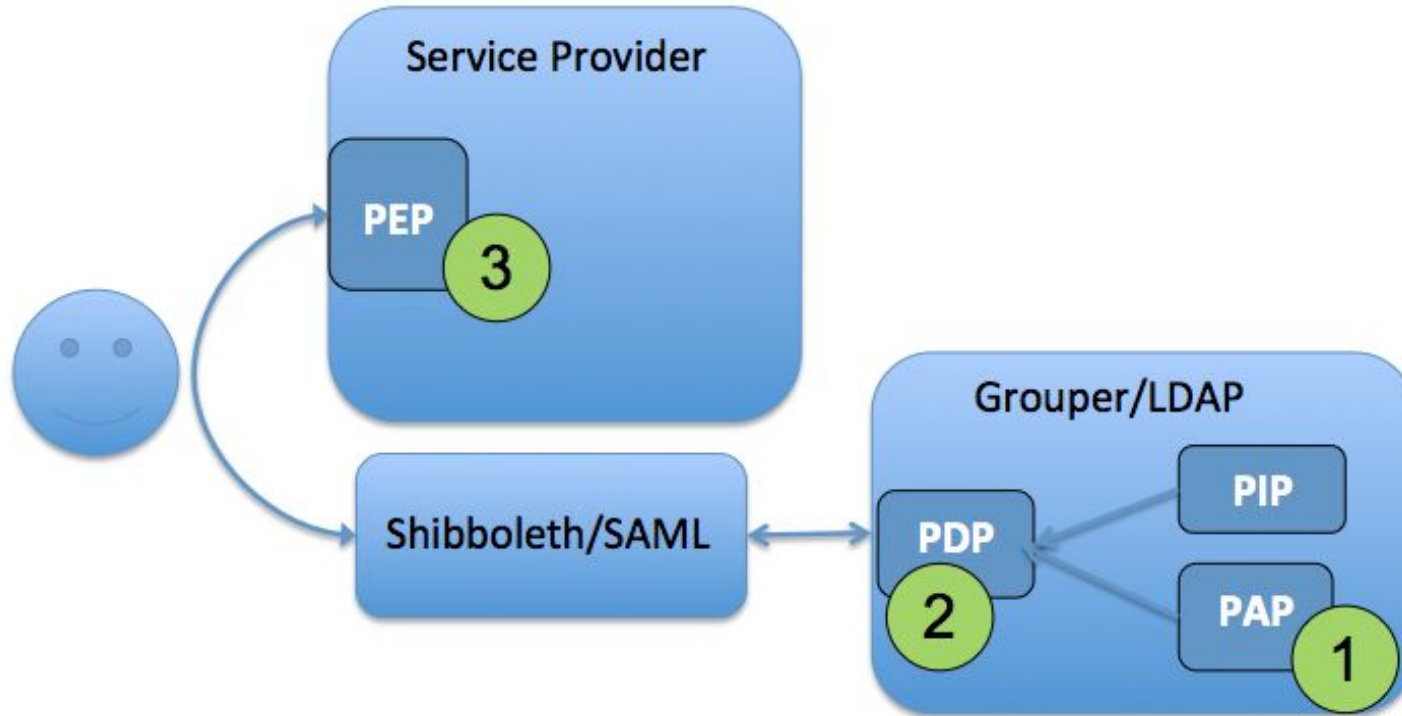 Service Provider
PEP
3
Grouper/LDAP
Shibboleth/SAML
PDP
2
PIP
PAP
1